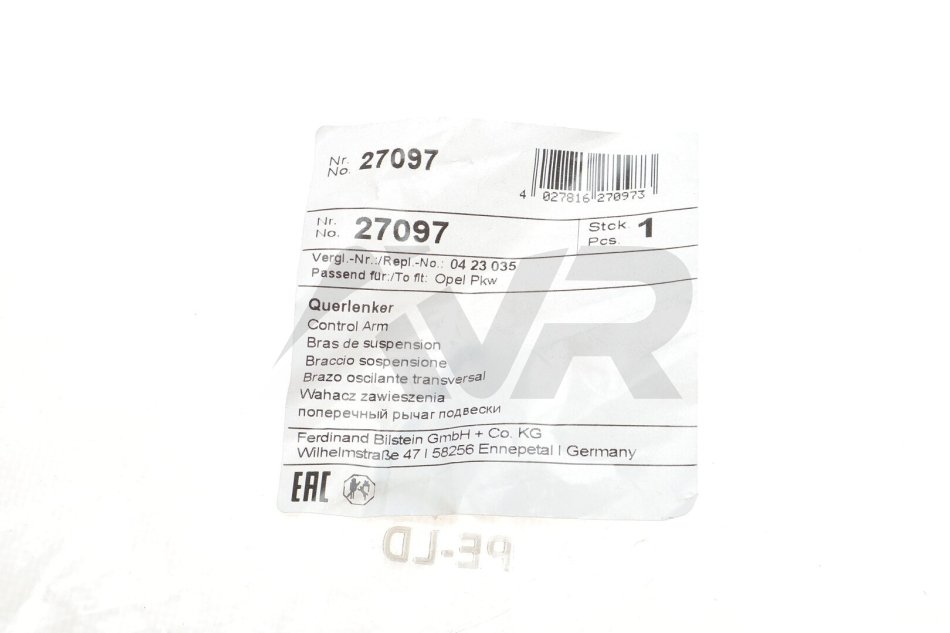 Nr. No. 27097
4 027816 270973
Nr. No. 27097
Stck. Pcs. 1
Vergl.-Nr.:/Repl.-No.: 04 23 035
Passend für:/To fit: Opel Pkw
Querlenker
Control Arm
Bras de suspension
Braccio sospensione
Brazo oscilante transversal
Wahacz zawieszenia
поперечный рычаг подвески
Ferdinand Bilstein GmbH + Co. KG
Wilhelmstraße 47 | 58256 Ennepetal | Germany
EAC
PE-LD